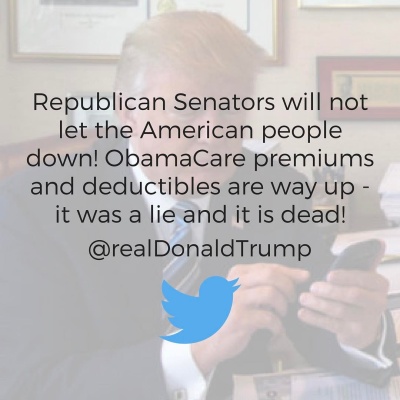 Republican Senators will not
let the American people
down! ObamaCare premiums
and deductibles are way up -
it was a lie and it is dead!
@realDonaldTrump